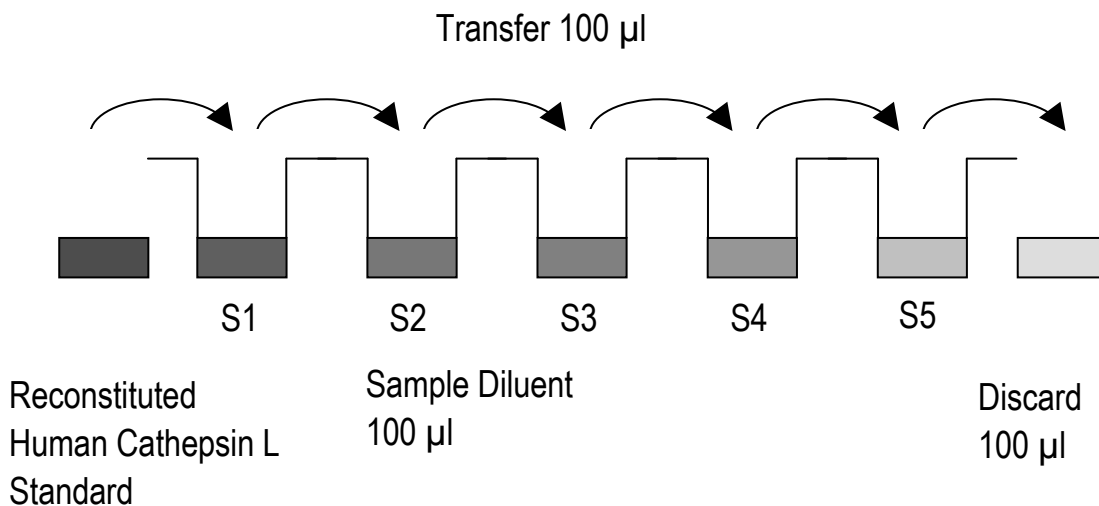 Transfer 100 µl
S1
S2
S3
S4
S5
Reconstituted
Human Cathepsin L
Standard
Sample Diluent
100 µl
Discard
100 µl